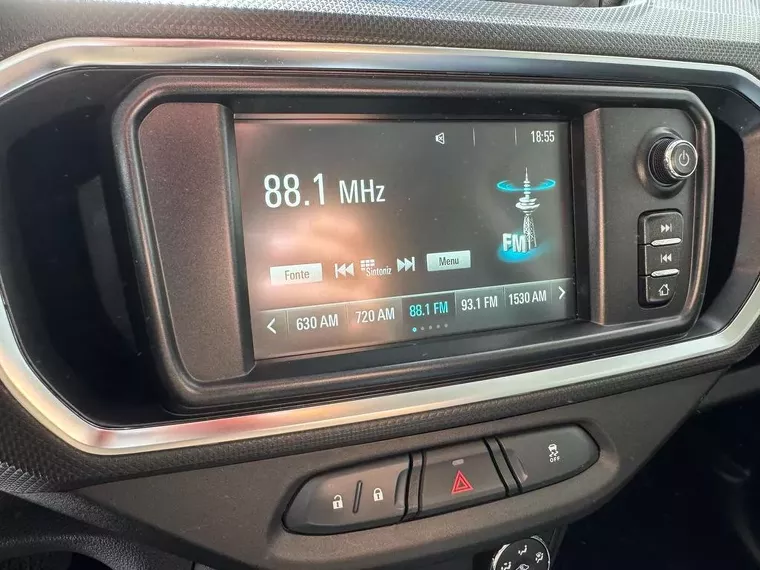 18:55
88.1 MHz
FM
Fonte Sintoniz Menu
630 AM 720 AM 88.1 FM 93.1 FM 1530 AM
OFF